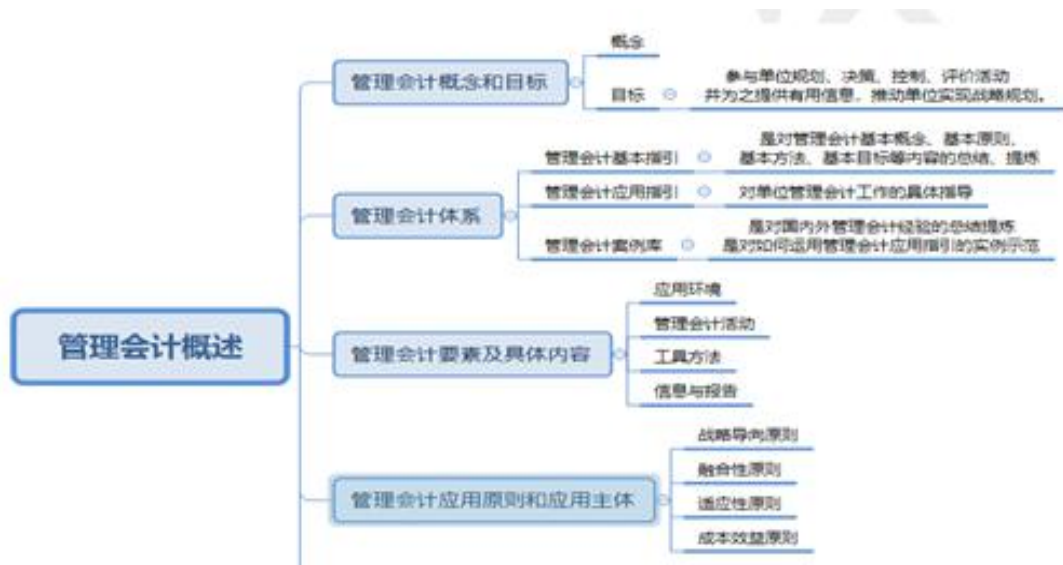 概念
管理会计概念和目标
参与单位规划、决策、控制、评价活动
目标
并为之提供有用信息，推动单位实现战略规划。
是对管理会计基本概念、基本原则、
管理会计基本指引
基本方法、基本目标等内容的总结、提炼
管理会计应用指引
对单位管理会计工作的具体指导
管理会计体系
是对国内外管理会计经验的总结提炼
管理会计案例库
是对如何运用管理会计应用指引的实例示范
应用环境
管理会计活动
管理会计概述
管理会计要素及具体内容
工具方法
信息与报告
战略导向原则
融合性原则
管理会计应用原则和应用主体
适应性原则
成本效益原则